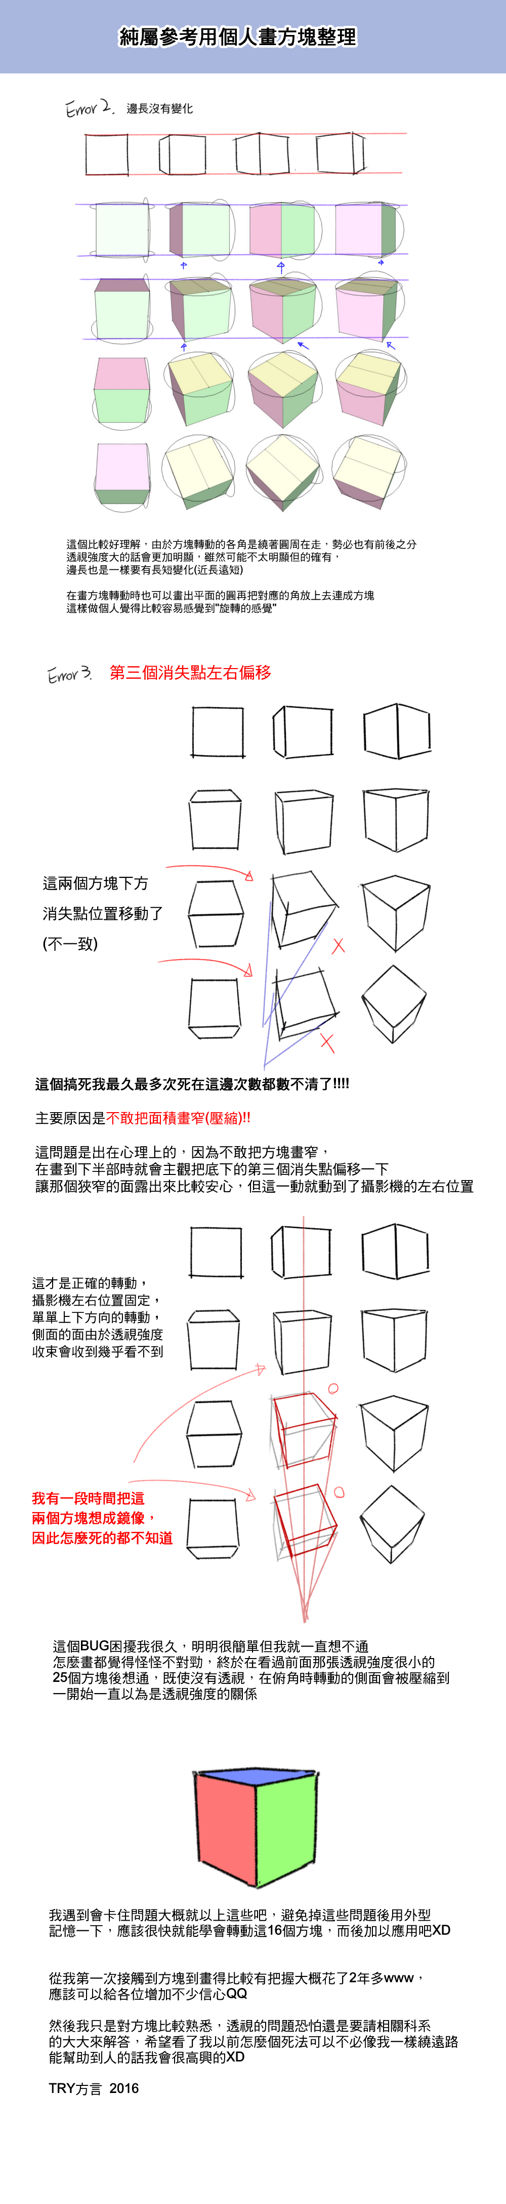 純屬參考用個人畫方塊整理
Error 2.
邊長沒有變化
這個比較好理解，由於方塊轉動的各角是繞著圓周在走，勢必也有前後之分
透視強度大的話會更加明顯，雖然可能不太明顯但的確有，
邊長也是一樣要有長短變化(近長遠短)
在畫方塊轉動時也可以畫出平面的圓再把對應的角放上去連成方塊
這樣做個人覺得比較容易感覺到"旋轉的感覺"
Error 3.
第三個消失點左右偏移
這兩個方塊下方
消失點位置移動了
(不一致)
這個搞死我最久最多次死在這邊次數都數不清了!!!!
主要原因是不敢把面積畫窄(壓縮)!!
這問題是出在心理上的，因為不敢把方塊畫窄，
在畫到下半部時就會主觀把底下的第三個消失點偏移一下
讓那個狹窄的面露出來比較安心，但這一動就動到了攝影機的左右位置
這才是正確的轉動，
攝影機左右位置固定，
單單上下方向的轉動，
側面的面由於透視強度
收束會收到幾乎看不到
我有一段時間把這
兩個方塊想成鏡像，
因此怎麼死的都不知道
這個BUG困擾我很久，明明很簡單但我就一直想不通
怎麼畫都覺得怪怪不對勁，終於在看過前面那張透視強度很小的
25個方塊後想通，既使沒有透視，在俯角時轉動的側面會被壓縮到
一開始一直以為是透視強度的關係
我遇到會卡住問題大概就以上這些吧，避免掉這些問題後用外型
記憶一下，應該很快就能學會轉動這16個方塊，而後加以應用吧XD
從我第一次接觸到方塊到畫得比較有把握大概花了2年多www，
應該可以給各位增加不少信心QQ
然後我只是對方塊比較熟悉，透視的問題恐怕還是要請相關科系
的大大來解答，希望看了我以前怎麼個死法可以不必像我一樣繞遠路
能幫助到人的話我會很高興的XD
TRY方言 2016